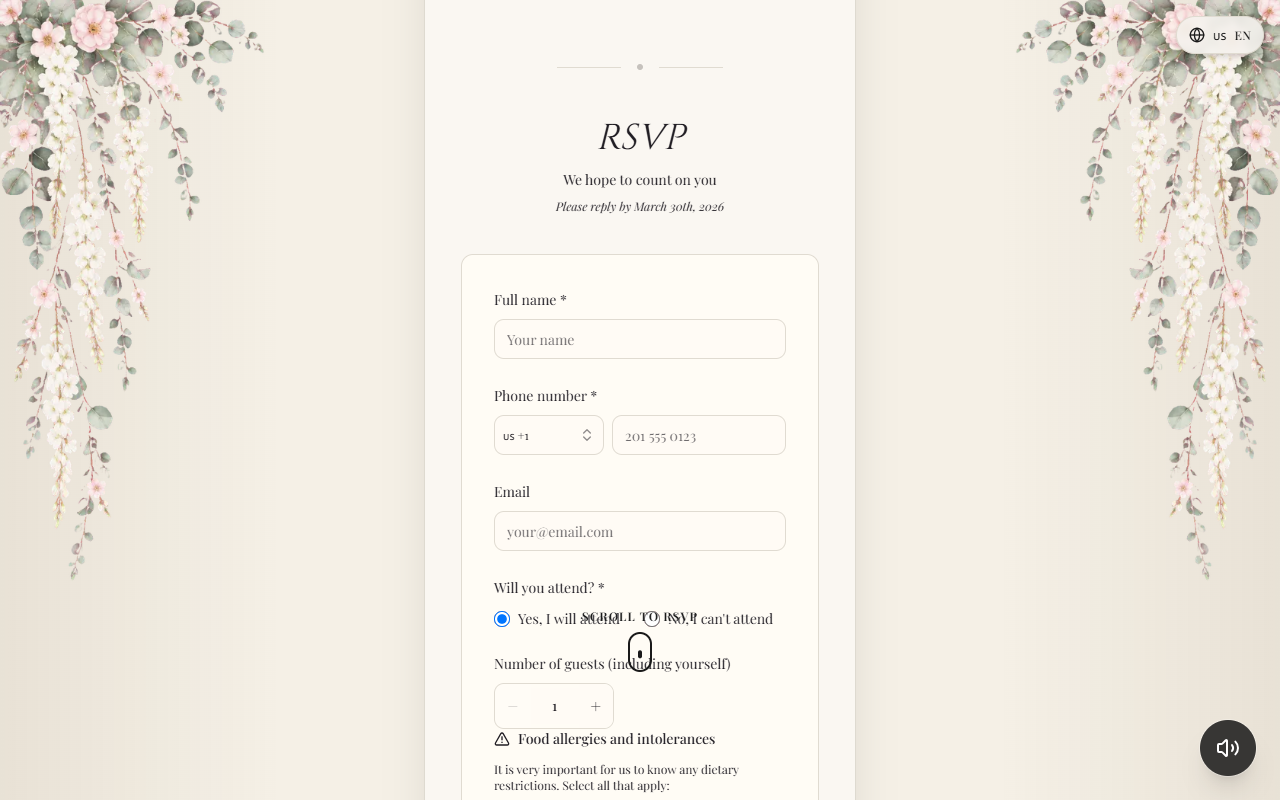 US EN
RSVP
We hope to count on you
Please reply by March 30th, 2026
Full name *
Your name
Phone number *
US +1
201 555 0123
Email
your@email.com
Will you attend? *
SCROLL TO RSVP
Yes, I will attend
No, I can't attend
Number of guests (including yourself)
1
Food allergies and intolerances
It is very important for us to know any dietary
restrictions. Select all that apply: